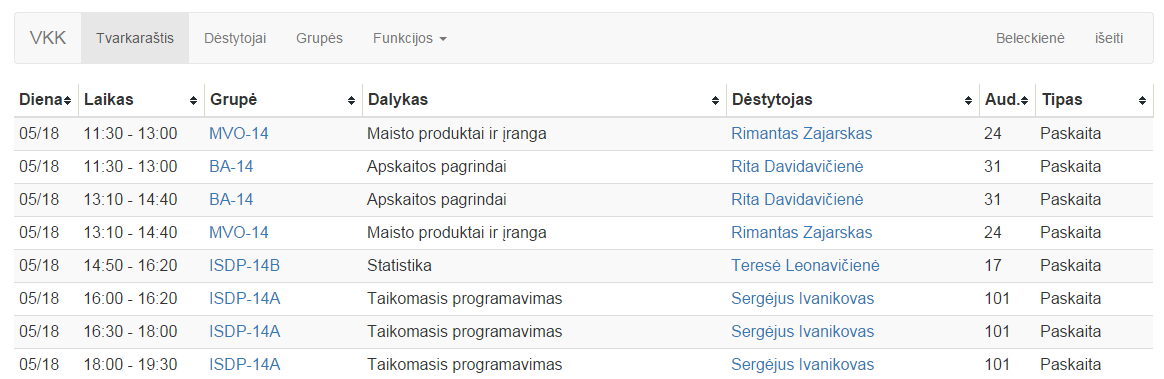 VKK Tvarkaraštis Dėstytojai Grupės Funkcijos Beleckienė išeiti
Diena Laikas Grupė Dalykas Dėstytojas Aud. Tipas
05/18 11:30 - 13:00 MVO-14 Maisto produktai ir įranga Rimantas Zajarskas 24 Paskaita
05/18 11:30 - 13:00 BA-14 Apskaitos pagrindai Rita Davidavičienė 31 Paskaita
05/18 13:10 - 14:40 BA-14 Apskaitos pagrindai Rita Davidavičienė 31 Paskaita
05/18 13:10 - 14:40 MVO-14 Maisto produktai ir įranga Rimantas Zajarskas 24 Paskaita
05/18 14:50 - 16:20 ISDP-14B Statistika Teresė Leonavičienė 17 Paskaita
05/18 16:00 - 16:20 ISDP-14A Taikomasis programavimas Sergėjus Ivanikovas 101 Paskaita
05/18 16:30 - 18:00 ISDP-14A Taikomasis programavimas Sergėjus Ivanikovas 101 Paskaita
05/18 18:00 - 19:30 ISDP-14A Taikomasis programavimas Sergėjus Ivanikovas 101 Paskaita